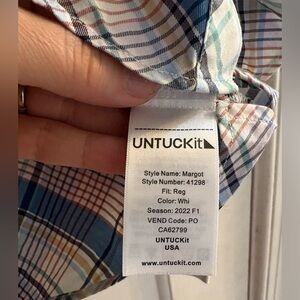 UNTUCKit
Style Name: Margot
Style Number: 41298
Fit: Reg
Color: Whi
Season: 2022 F1
VEND Code: PO
CA62799
UNTUCKit
USA
www.untuckit.com